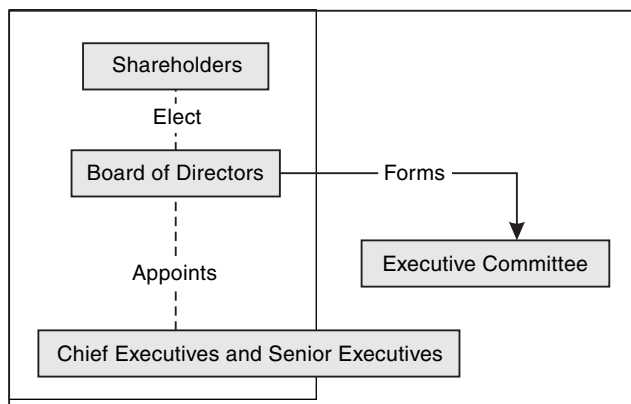 Shareholders
Elect
Board of Directors
Forms
Executive Committee
Appoints
Chief Executives and Senior Executives